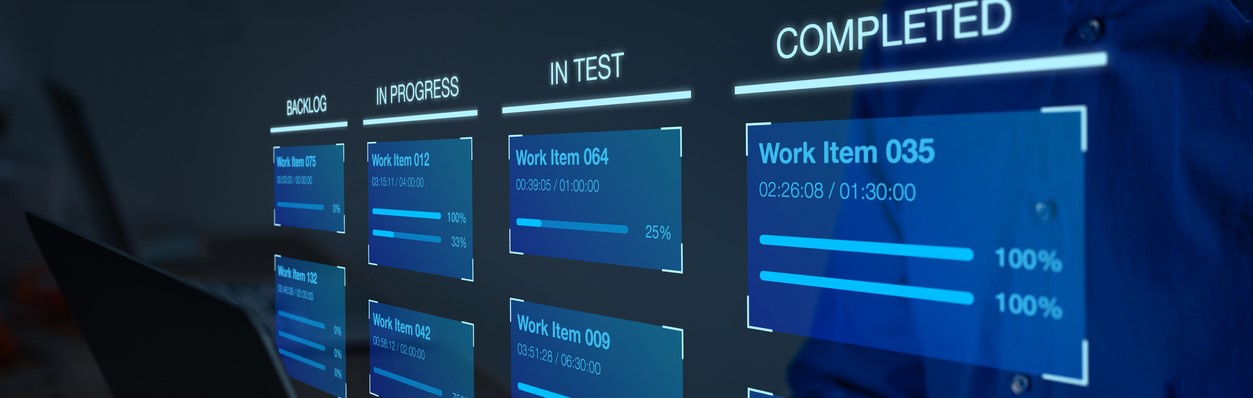 BACKLOG
Work Item 075
00:00:00 / 00:00:00
0%
Work Item 132
0%
0%
0%
IN PROGRESS
Work Item 012
03:15:11 / 04:00:00
100%
33%
Work Item 042
00:56:12 / 02:00:00
IN TEST
Work Item 064
00:39:05 / 01:00:00
25%
Work Item 009
03:51:28 / 06:30:00
COMPLETED
Work Item 035
02:26:08 / 01:30:00
100%
100%